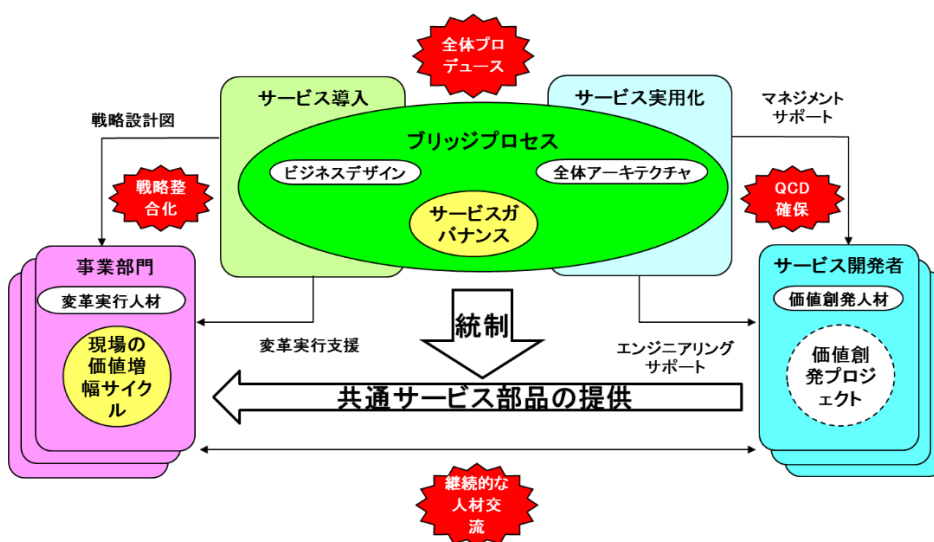 全体プロ
デュース
サービス導入
サービス実用化
戦略設計図
マネジメント
サポート
ブリッジプロセス
ビジネスデザイン
全体アーキテクチャ
戦略整
合化
QCD
確保
サービスガ
バナンス
事業部門
サービス開発者
変革実行人材
価値創発人材
統制
現場の
価値増
幅サイク
ル
変革実行支援
エンジニアリング
サポート
価値創
発プロジ
ェクト
共通サービス部品の提供
継続的な
人材交
流